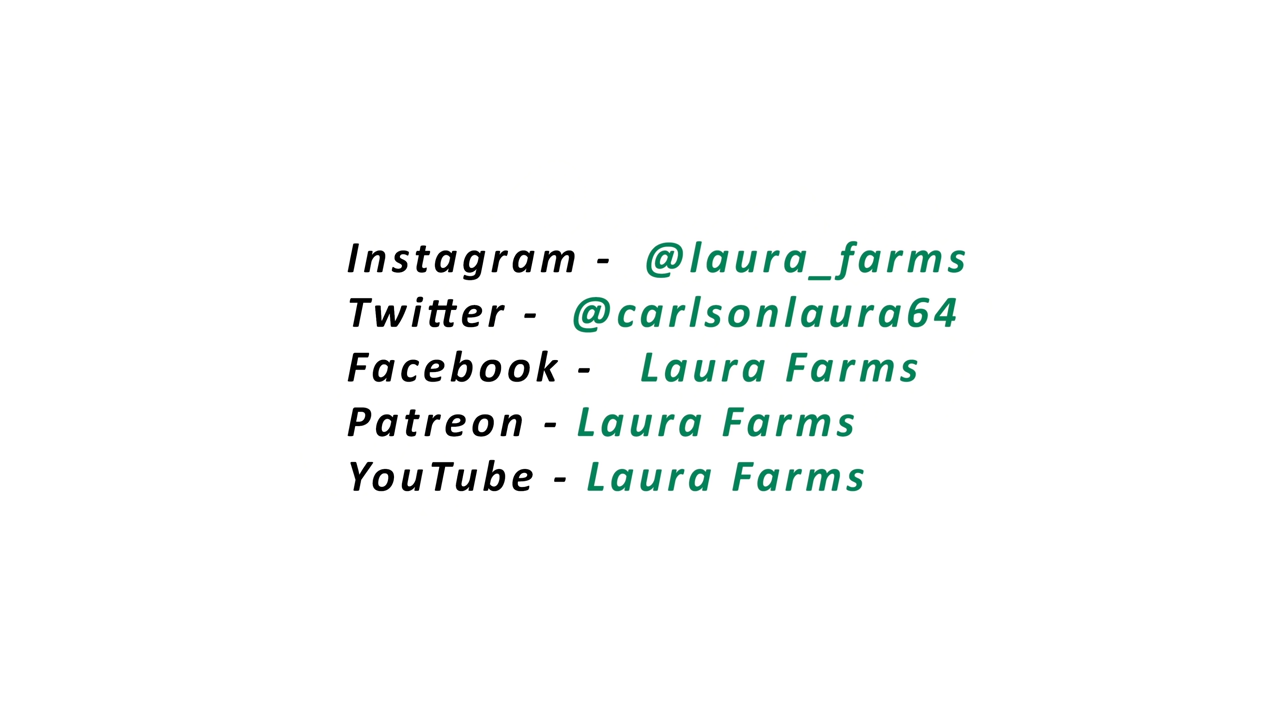 Instagram - @laura_farms
Twitter - @carlsonlaura64
Facebook - Laura Farms
Patreon - Laura Farms
YouTube - Laura Farms